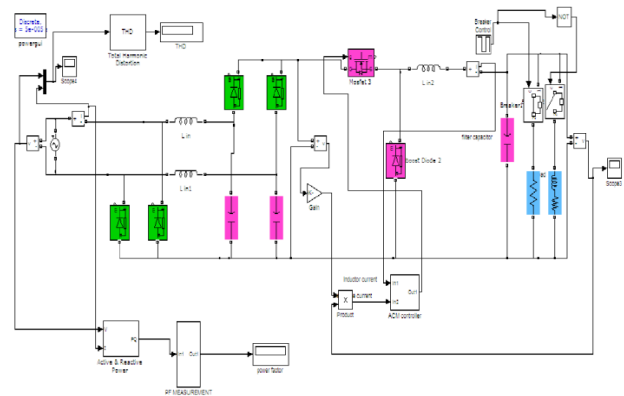 Discrete,
s = 5e-005 s
powergui
Scope4
THD
Total Harmonic
Distortion
THD
L in
L in1
Gain
Mosfet 3
L in2
Boost Diode 2
filter capacitor
Breaker
Control
NOT
Breaker2
Scope3
Inductor current
e current
X
Product
In1
In2
Out1
ACM controller
V
I
PQ
Active & Reactive
Power
In1
Out1
PF MEASUREMENT
power factor